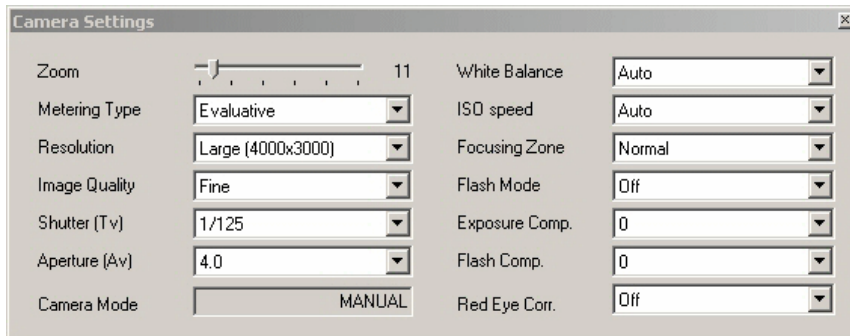 Camera Settings
Zoom 11 White Balance Auto
Metering Type Evaluative ISO speed Auto
Resolution Large (4000x3000) Focusing Zone Normal
Image Quality Fine Flash Mode Off
Shutter (Tv) 1/125 Exposure Comp. 0
Aperture (Av) 4.0 Flash Comp. 0
Camera Mode MANUAL Red Eye Corr. Off